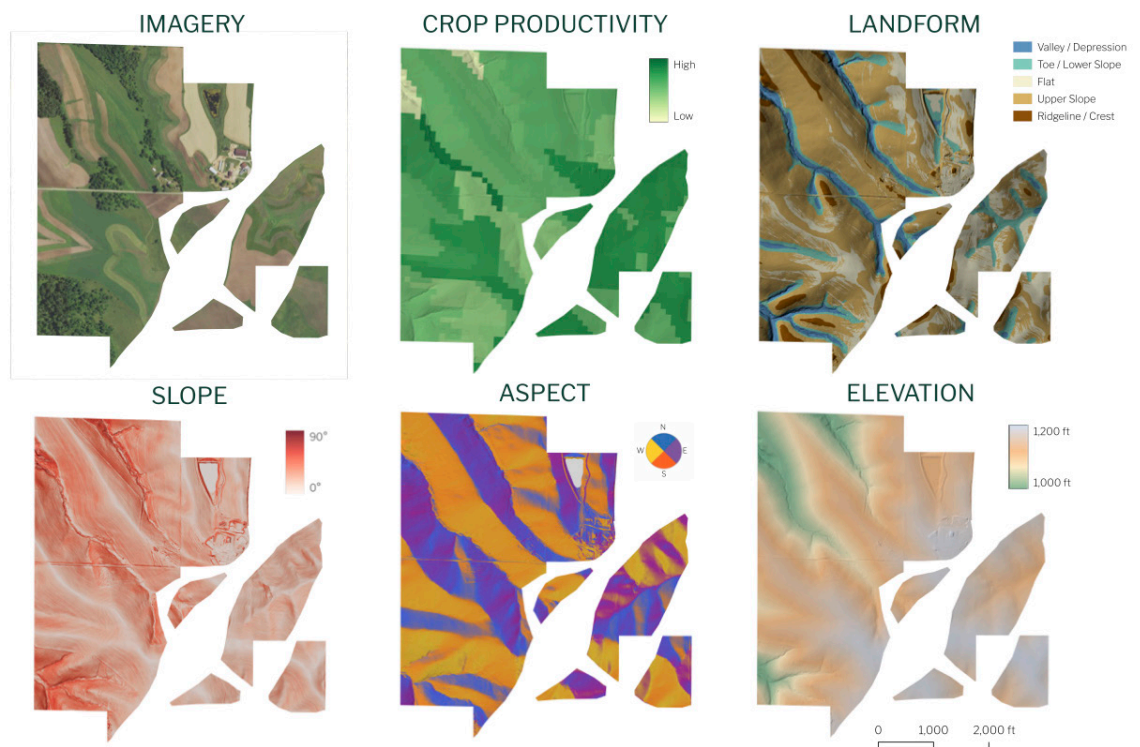 IMAGERY
CROP PRODUCTIVITY
High
Low
LANDFORM
Valley / Depression
Toe / Lower Slope
Flat
Upper Slope
Ridgeline / Crest
SLOPE
90°
0°
ASPECT
N
W E
S
ELEVATION
1,200 ft
1,000 ft
0 1,000 2,000 ft